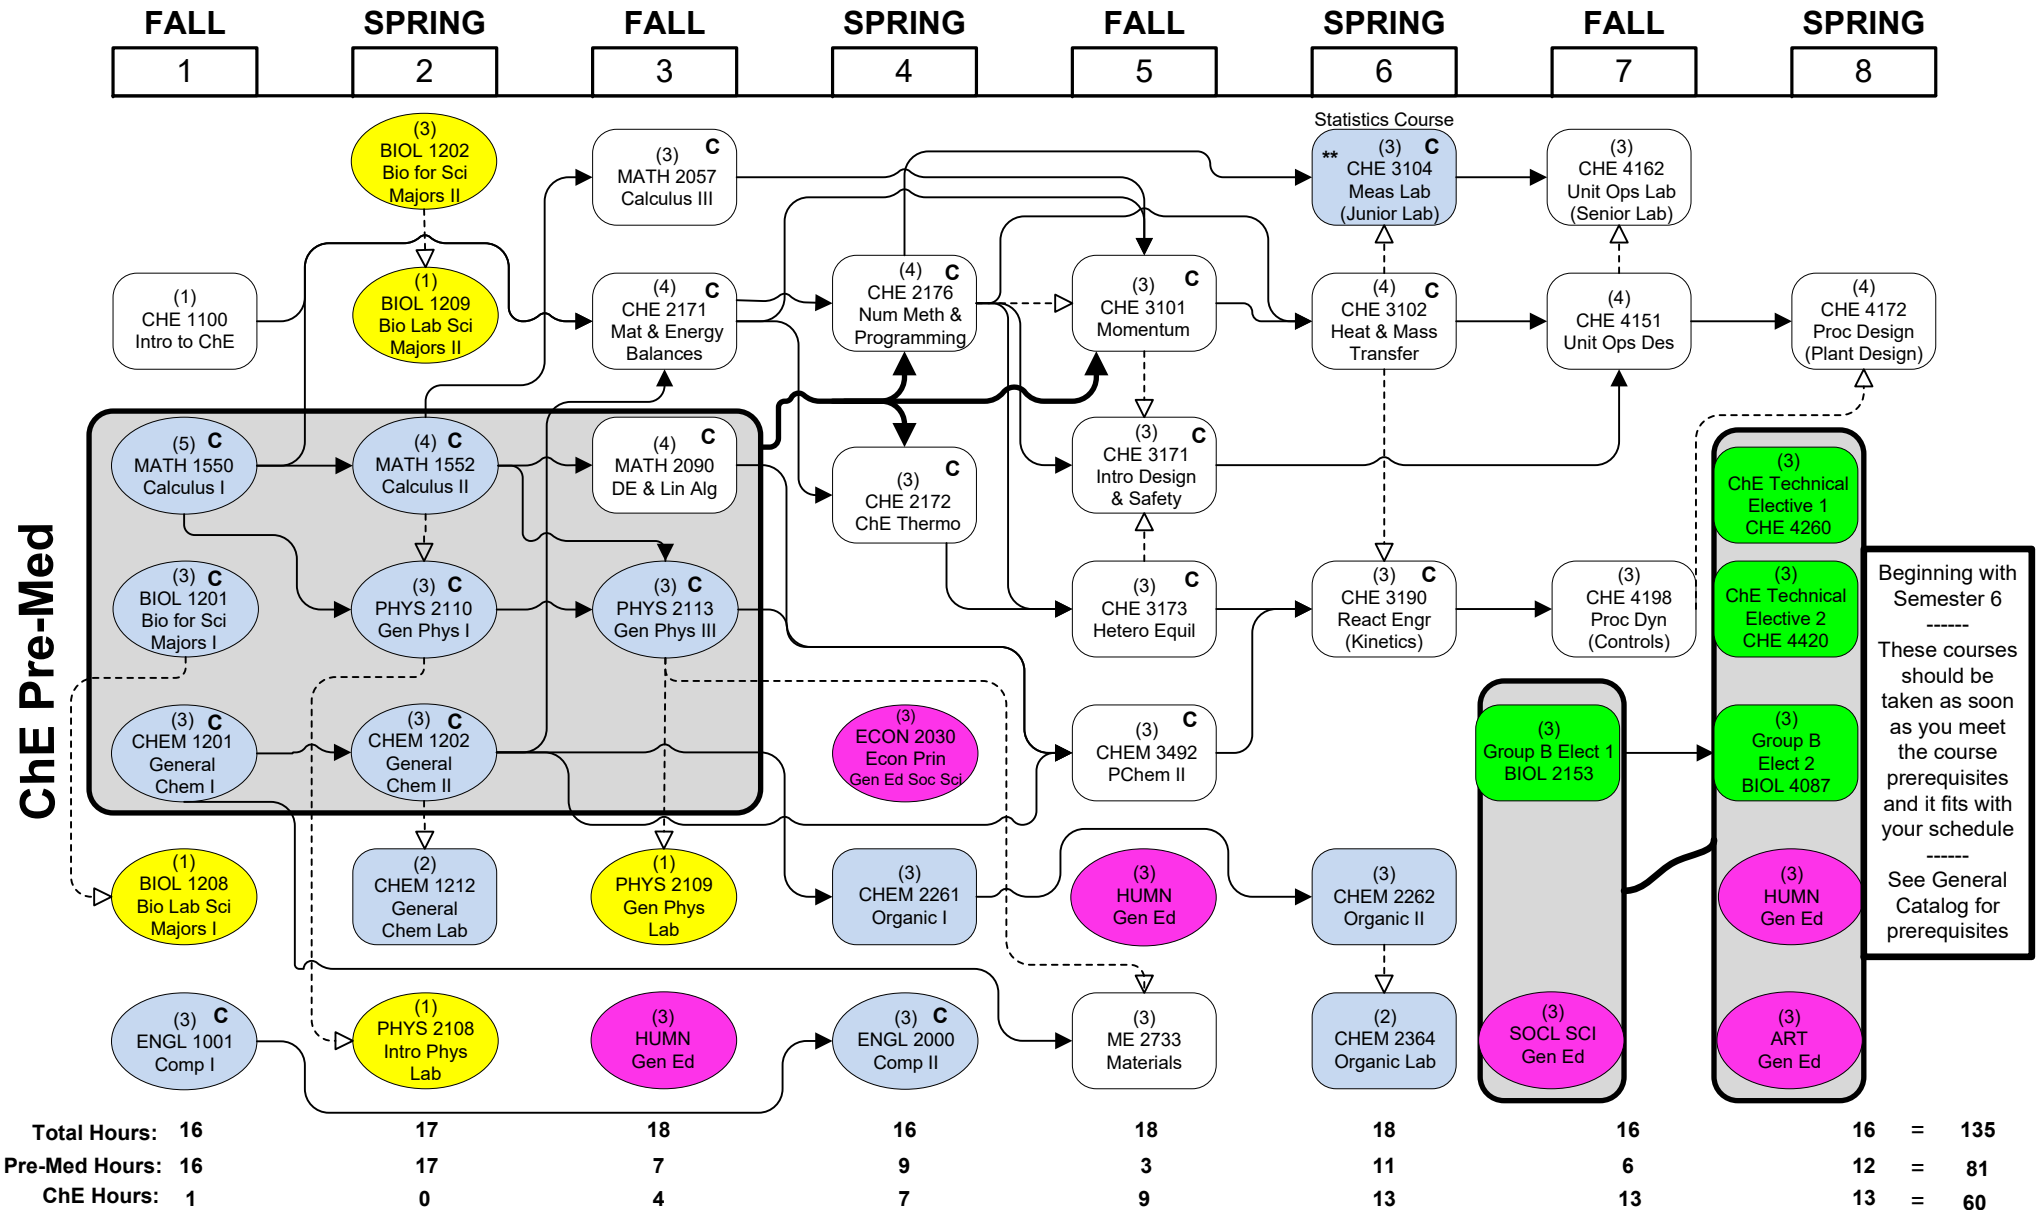 FALL
SPRING
FALL
SPRING
FALL
SPRING
FALL
SPRING
1
2
3
4
5
6
7
8
(3)
BIOL 1202
Bio for Sci
Majors II
(3) C
MATH 2057
Calculus III
Statistics Course
** (3) C
CHE 3104
Meas Lab
(Junior Lab)
(3)
CHE 4162
Unit Ops Lab
(Senior Lab)
(1)
CHE 1100
Intro to ChE
(1)
BIOL 1209
Bio Lab Sci
Majors II
(4) C
CHE 2171
Mat & Energy
Balances
(4) C
CHE 2176
Num Meth &
Programming
(3) C
CHE 3101
Momentum
(4) C
CHE 3102
Heat & Mass
Transfer
(4)
CHE 4151
Unit Ops Des
(4)
CHE 4172
Proc Design
(Plant Design)
ChE Pre-Med
(5) C
MATH 1550
Calculus I
(4) C
MATH 1552
Calculus II
(4) C
MATH 2090
DE & Lin Alg
(3) C
CHE 2172
ChE Thermo
(3) C
CHE 3171
Intro Design
& Safety
(3)
ChE Technical
Elective 1
CHE 4260
(3) C
BIOL 1201
Bio for Sci
Majors I
(3) C
PHYS 2110
Gen Phys I
(3) C
PHYS 2113
Gen Phys III
(3) C
CHE 3173
Hetero Equil
(3) C
CHE 3190
React Engr
(Kinetics)
(3)
CHE 4198
Proc Dyn
(Controls)
(3)
ChE Technical
Elective 2
CHE 4420
Beginning with
Semester 6
------
These courses
should be
taken as soon
as you meet
the course
prerequisites
and it fits with
your schedule
------
See General
Catalog for
prerequisites
(3) C
CHEM 1201
General
Chem I
(3) C
CHEM 1202
General
Chem II
(3)
ECON 2030
Econ Prin
Gen Ed Soc Sci
(3) C
CHEM 3492
PChem II
(3)
Group B Elect 1
BIOL 2153
(3)
Group B
Elect 2
BIOL 4087
(1)
BIOL 1208
Bio Lab Sci
Majors I
(2)
CHEM 1212
General
Chem Lab
(1)
PHYS 2109
Gen Phys
Lab
(3)
CHEM 2261
Organic I
(3)
HUMN
Gen Ed
(3)
CHEM 2262
Organic II
(3)
HUMN
Gen Ed
(3) C
ENGL 1001
Comp I
(1)
PHYS 2108
Intro Phys
Lab
(3)
HUMN
Gen Ed
(3) C
ENGL 2000
Comp II
(3)
ME 2733
Materials
(2)
CHEM 2364
Organic Lab
(3)
SOCL SCI
Gen Ed
(3)
ART
Gen Ed
Total Hours: 16 17 18 16 18 18 16 16 = 135
Pre-Med Hours: 16 17 7 9 3 11 6 12 = 81
ChE Hours: 1 0 4 7 9 13 13 13 = 60